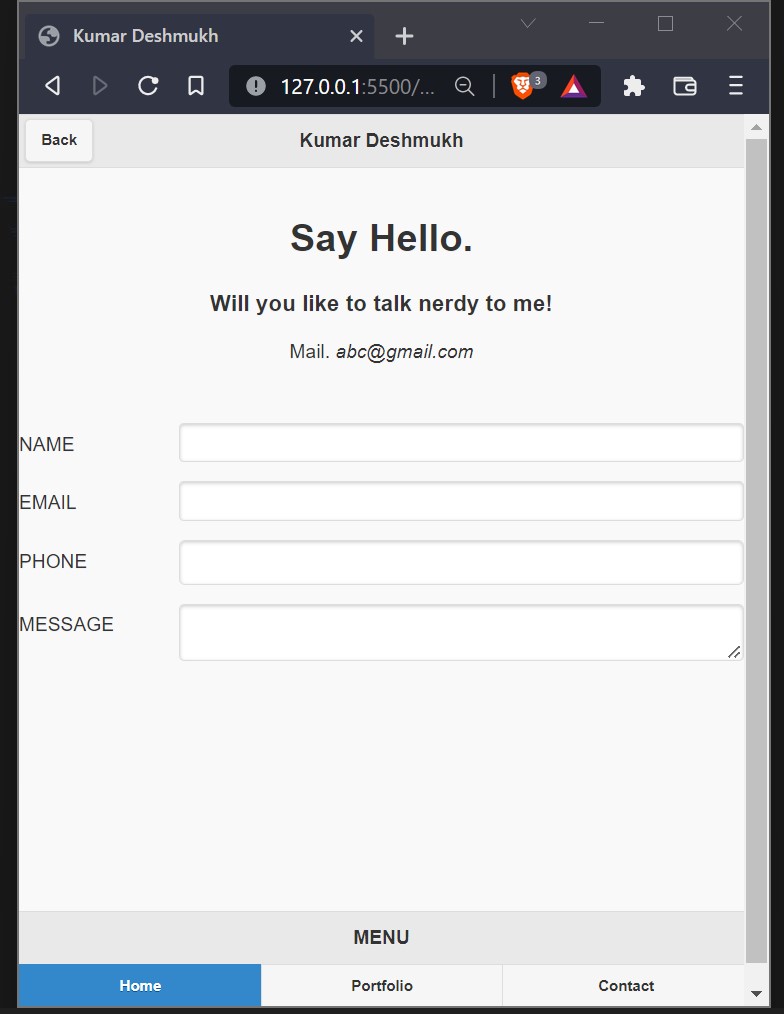 Kumar Deshmukh
127.0.0.1:5500/...
3
Back
Kumar Deshmukh
Say Hello.
Will you like to talk nerdy to me!
Mail. abc@gmail.com
NAME
EMAIL
PHONE
MESSAGE
MENU
Home Portfolio Contact